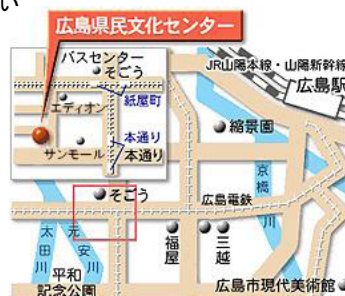 い
広島県民文化センター
バスセンター
そごう
エディオン
紙屋町
本通り
本通り
サンモール
JR山陽本線・山陽新幹線
広島駅
縮景園
京橋川
そごう
広島電鉄
太田川
元安川
平和
記念公園
福屋
三越
広島市現代美術館